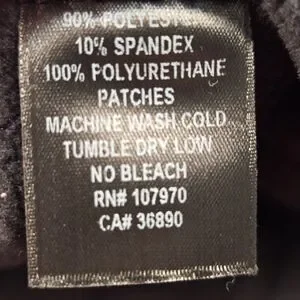 90% POLYESTER
10% SPANDEX
100% POLYURETHANE
PATCHES
MACHINE WASH COLD
TUMBLE DRY LOW
NO BLEACH
RN# 107970
CA# 36890